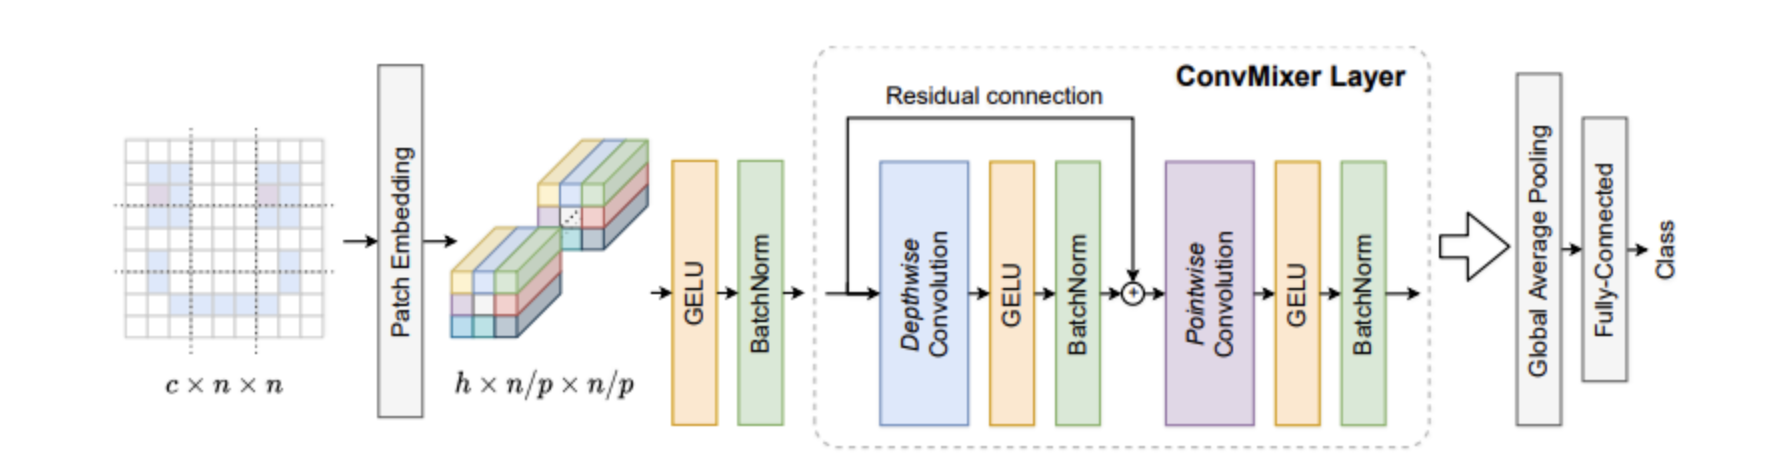 c × n × n
Patch Embedding
h × n/p × n/p
GELU
BatchNorm
ConvMixer Layer
Residual connection
Depthwise
Convolution
GELU
BatchNorm
+
Pointwise
Convolution
GELU
BatchNorm
Global Average Pooling
Fully-Connected
Class